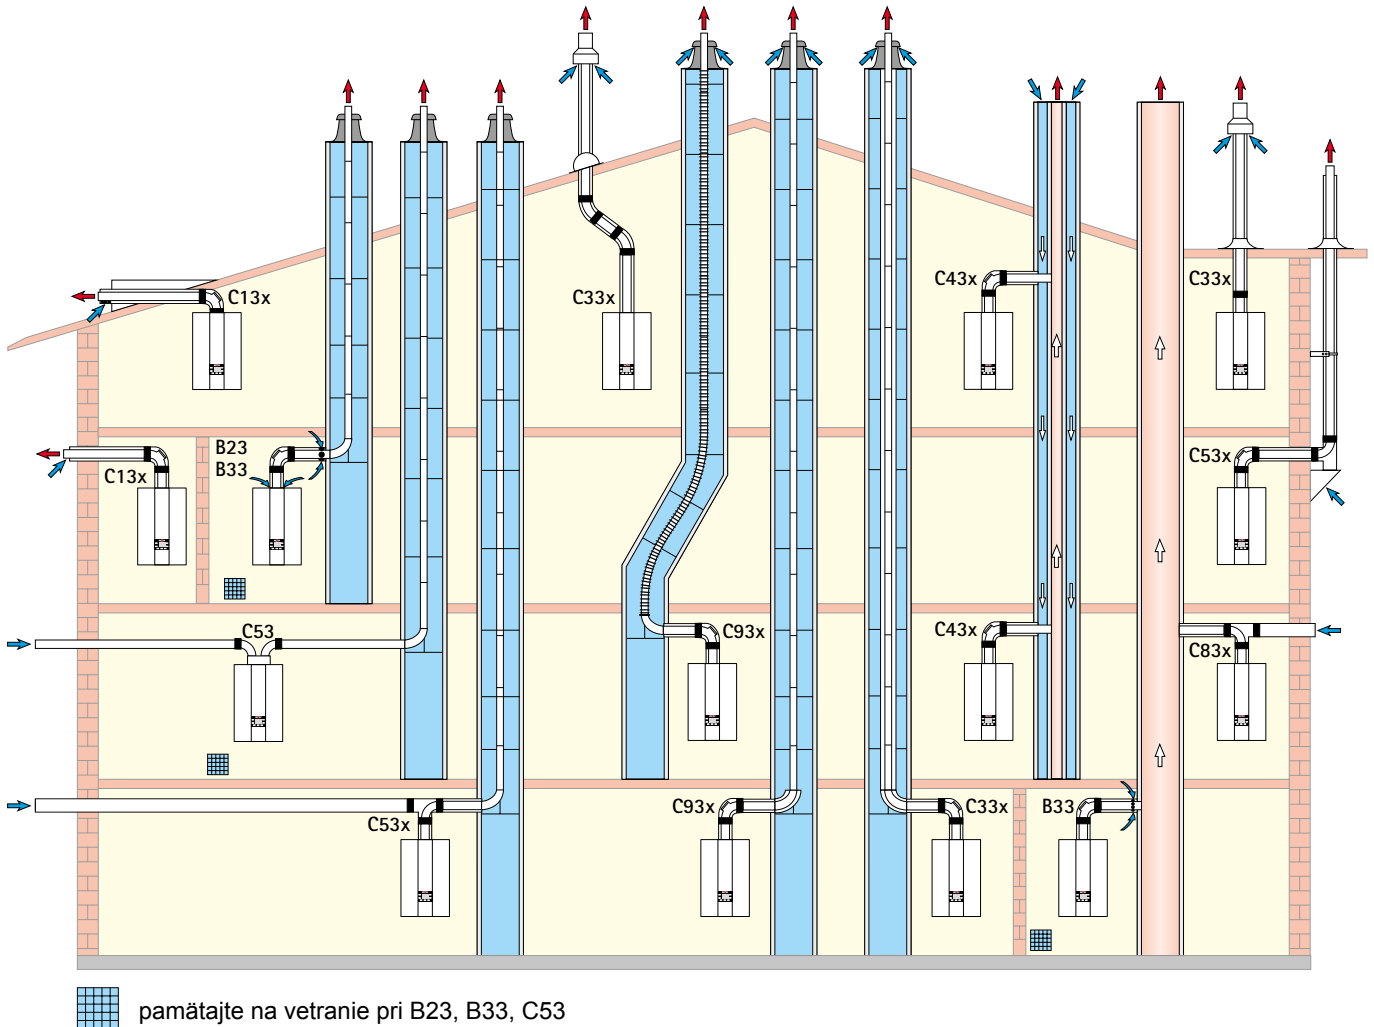 C13x
C33x
C43x
C33x
B23
B33
C13x
C53x
C53
C93x
C43x
C83x
C53x
C93x
C33x
B33
pamätajte na vetranie pri B23, B33, C53